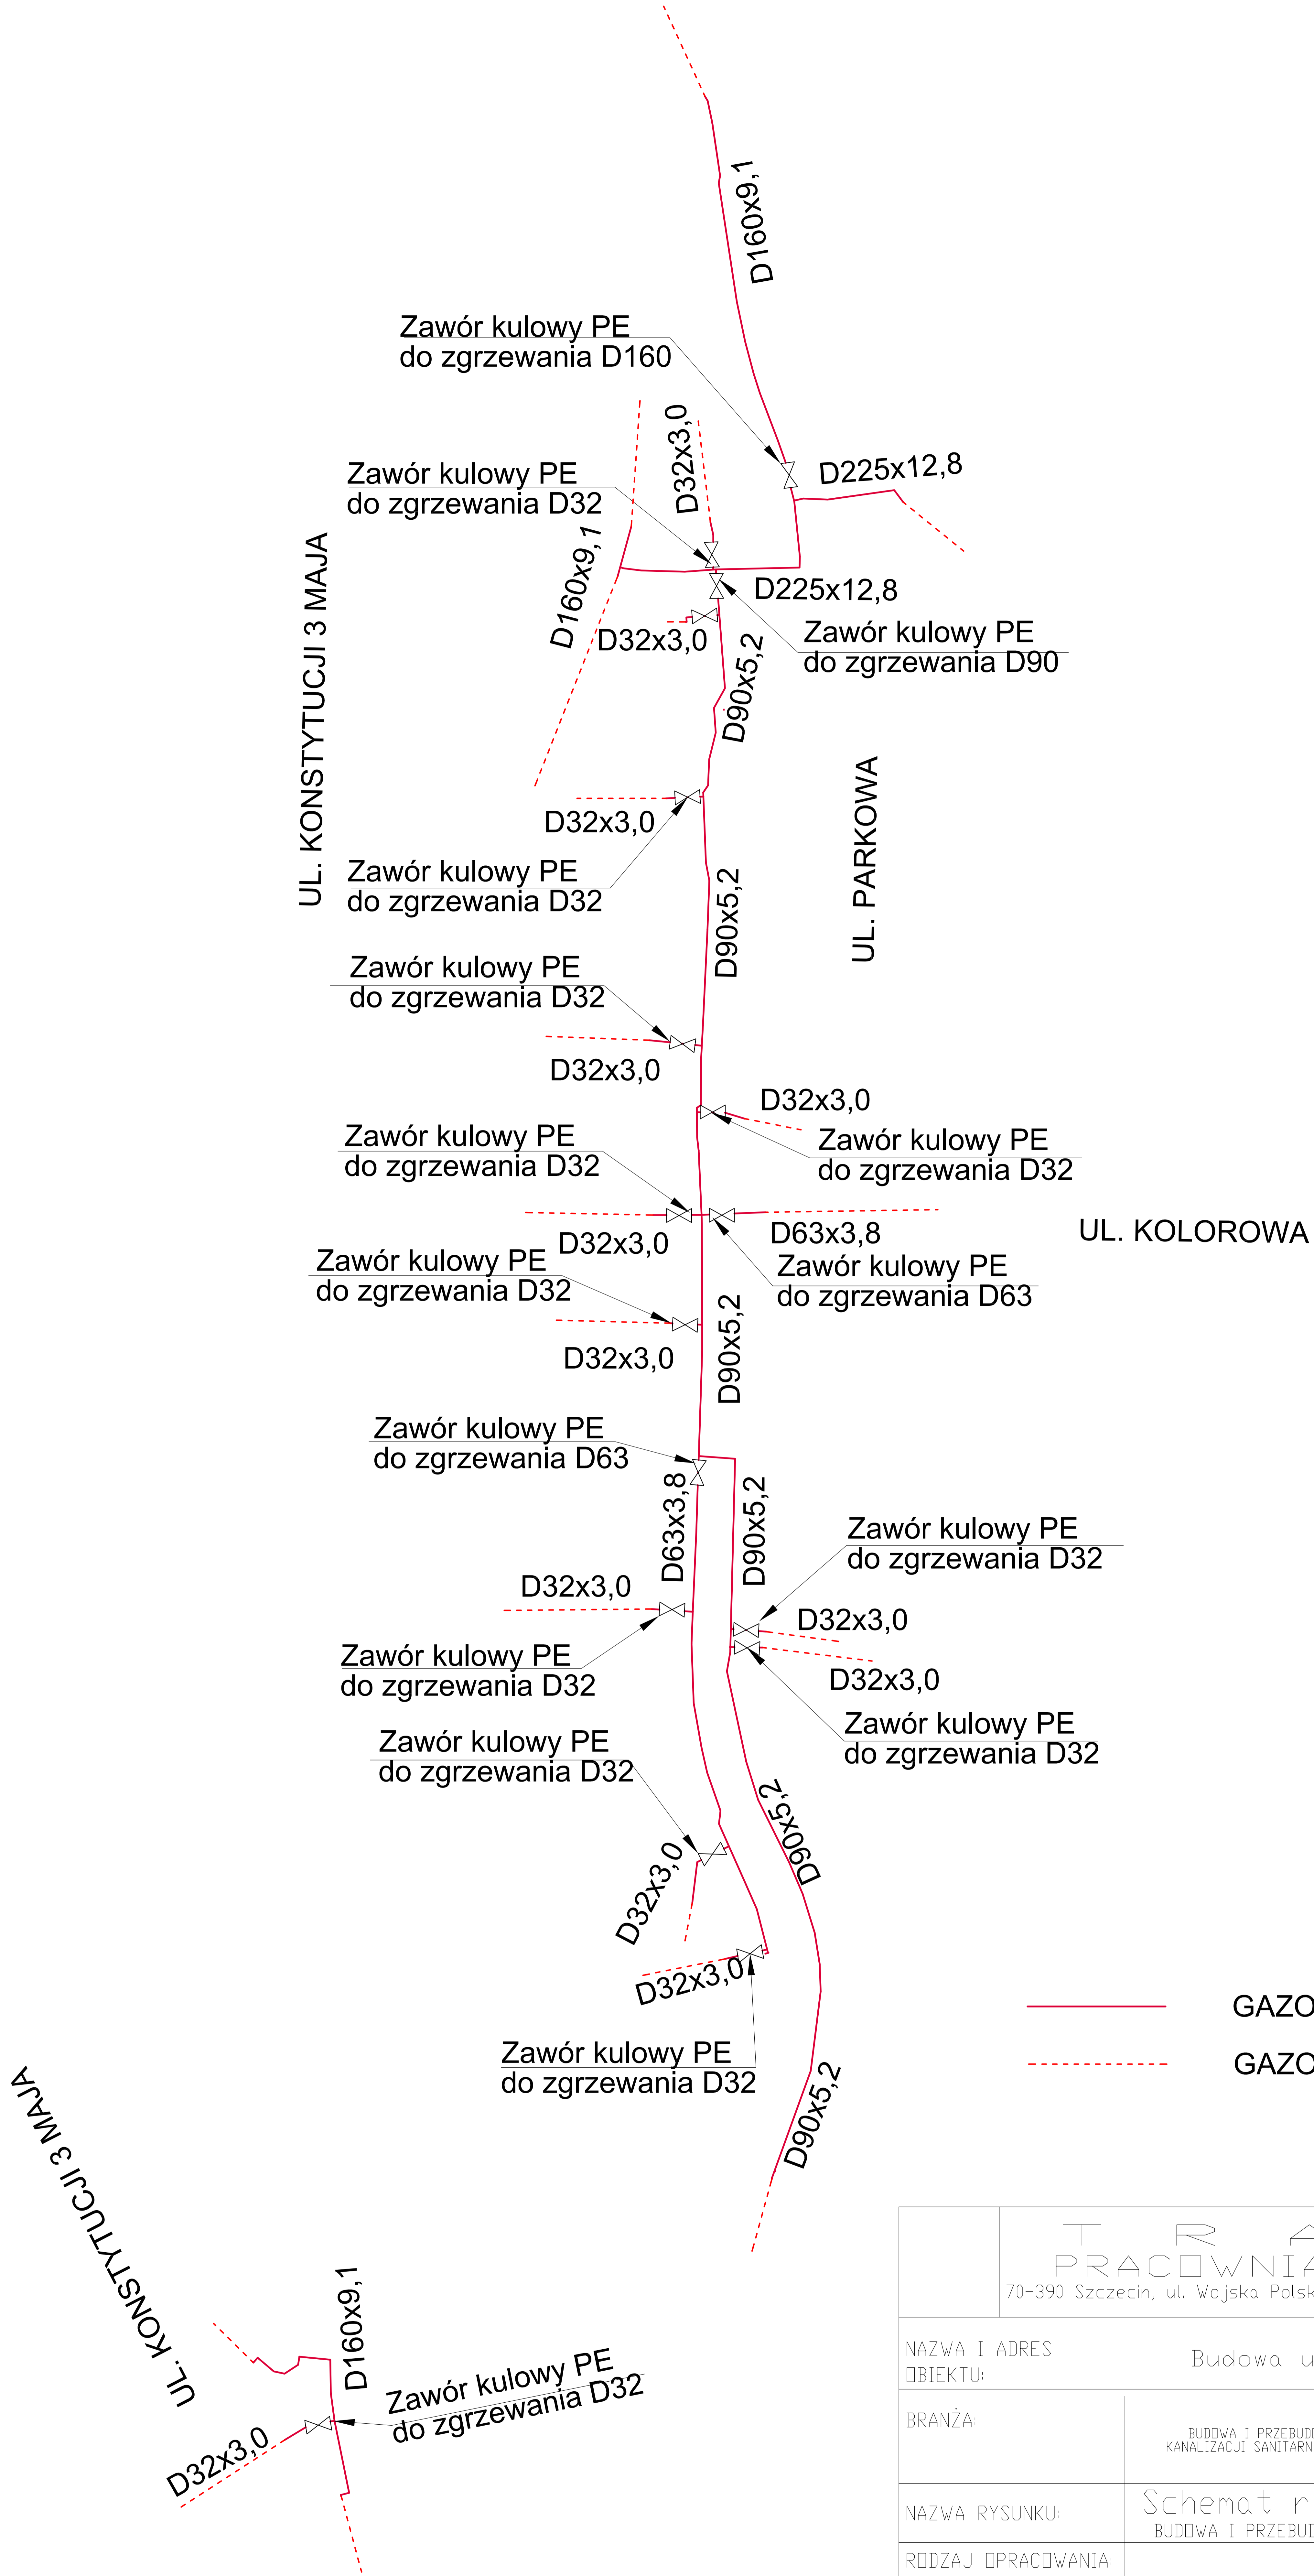 D160x9,1
Zawór kulowy PE
do zgrzewania D160
D32x3,0
D225x12,8
Zawór kulowy PE
do zgrzewania D32
D160x9,1
UL. KONSTYTUCJI 3 MAJA
D225x12,8
D32x3,0
Zawór kulowy PE
do zgrzewania D90
D90x5,2
D32x3,0
UL. PARKOWA
Zawór kulowy PE
do zgrzewania D32
D90x5,2
Zawór kulowy PE
do zgrzewania D32
D32x3,0
D32x3,0
Zawór kulowy PE
do zgrzewania D32
Zawór kulowy PE
do zgrzewania D32
D32x3,0
D63x3,8
UL. KOLOROWA
Zawór kulowy PE
do zgrzewania D32
Zawór kulowy PE
do zgrzewania D63
D32x3,0
D90x5,2
Zawór kulowy PE
do zgrzewania D63
D63x3,8
D90x5,2
Zawór kulowy PE
do zgrzewania D32
D32x3,0
D32x3,0
Zawór kulowy PE
do zgrzewania D32
D32x3,0
Zawór kulowy PE
do zgrzewania D32
Zawór kulowy PE
do zgrzewania D32
D90x5,2
D32x3,0
D32x3,0
GAZO
Zawór kulowy PE
do zgrzewania D32
GAZO
D90x5,2
UL. KONSTYTUCJI 3 MAJA
D160x9,1
Zawór kulowy PE
do zgrzewania D32
D32x3,0
T R A
PRACOWNIA
70-390 Szczecin, ul. Wojska Polsk
NAZWA I ADRES
OBIEKTU:
Budowa u
BRANŻA:
BUDOWA I PRZEBUD
KANALIZACJI SANITARN
NAZWA RYSUNKU:
Schemat r
BUDOWA I PRZEBUD
RODZAJ OPRACOWANIA: